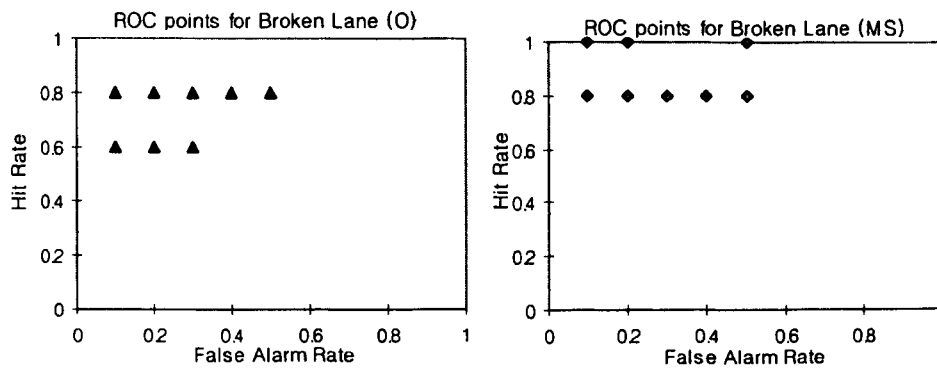 ROC points for Broken Lane (O)
1
0.8
0.6
0.4
0.2
0
Hit Rate
0 0.2 0.4 0.6 0.8 1
False Alarm Rate
ROC points for Broken Lane (MS)
1
0.8
0.6
0.4
0.2
0
Hit Rate
0 0.2 0.4 0.6 0.8
False Alarm Rate